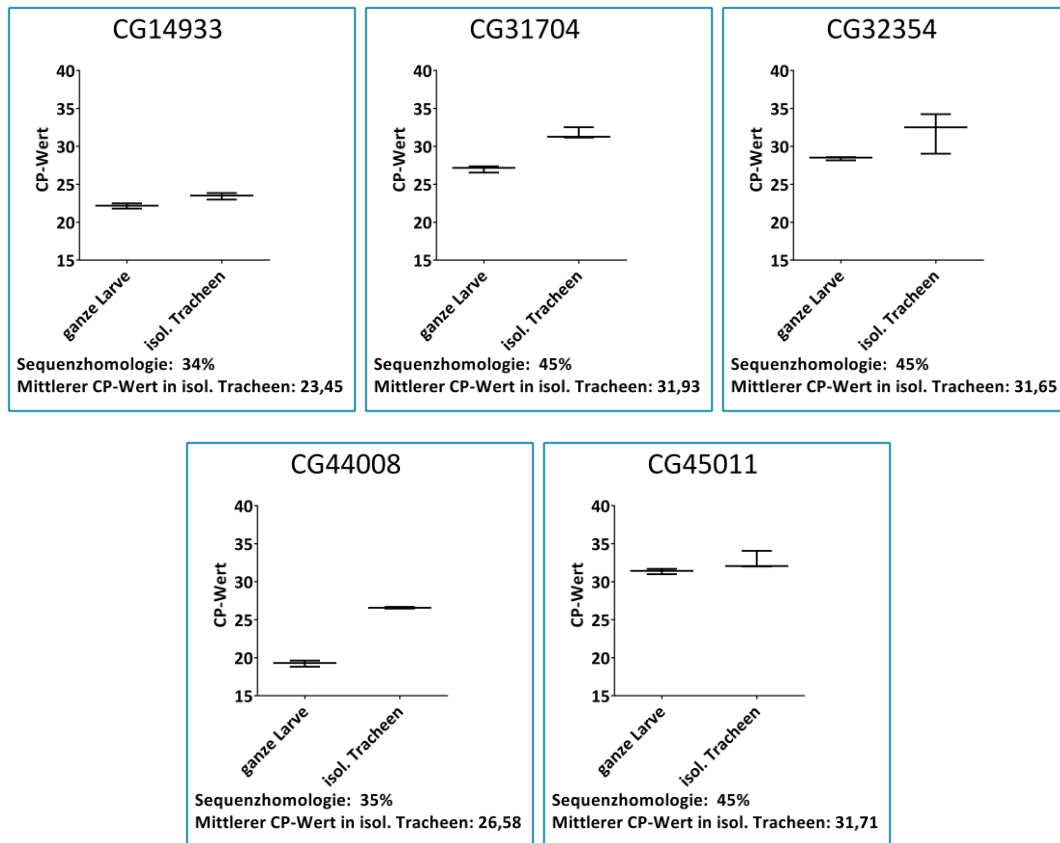 CG14933
40
35
30
25
20
15
CP-Wert
ganze Larve
isol. Tracheen
Sequenzhomologie: 34%
Mittlerer CP-Wert in isol. Tracheen: 23,45
CG31704
40
35
30
25
20
15
CP-Wert
ganze Larve
isol. Tracheen
Sequenzhomologie: 45%
Mittlerer CP-Wert in isol. Tracheen: 31,93
CG32354
40
35
30
25
20
15
CP-Wert
ganze Larve
isol. Tracheen
Sequenzhomologie: 45%
Mittlerer CP-Wert in isol. Tracheen: 31,65
CG44008
40
35
30
25
20
15
CP-Wert
ganze Larve
isol. Tracheen
Sequenzhomologie: 35%
Mittlerer CP-Wert in isol. Tracheen: 26,58
CG45011
40
35
30
25
20
15
CP-Wert
ganze Larve
isol. Tracheen
Sequenzhomologie: 45%
Mittlerer CP-Wert in isol. Tracheen: 31,71